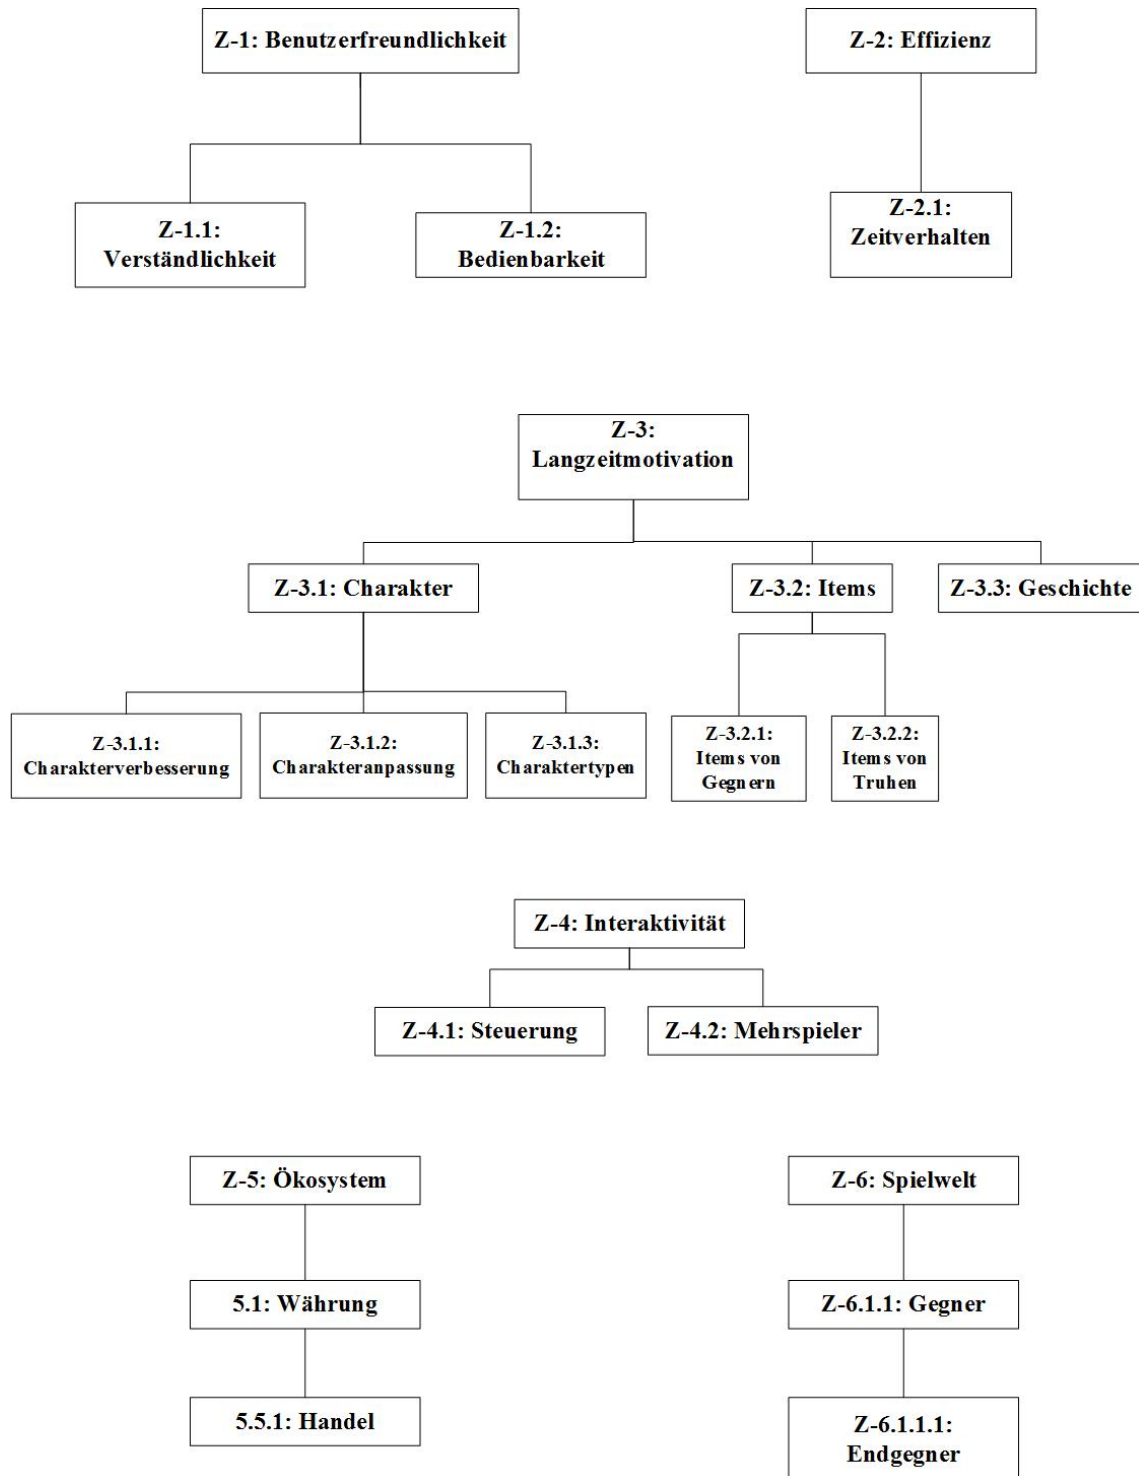 Z-1: Benutzerfreundlichkeit
Z-2: Effizienz
Z-1.1:
Verständlichkeit
Z-1.2:
Bedienbarkeit
Z-2.1:
Zeitverhalten
Z-3:
Langzeitmotivation
Z-3.1: Charakter
Z-3.2: Items
Z-3.3: Geschichte
Z-3.1.1:
Charakterverbesserung
Z-3.1.2:
Charakteranpassung
Z-3.1.3:
Charaktertypen
Z-3.2.1:
Items von
Gegnern
Z-3.2.2:
Items von
Truhen
Z-4: Interaktivität
Z-4.1: Steuerung
Z-4.2: Mehrspieler
Z-5: Ökosystem
Z-6: Spielwelt
5.1: Währung
Z-6.1.1: Gegner
5.5.1: Handel
Z-6.1.1.1:
Endgegner